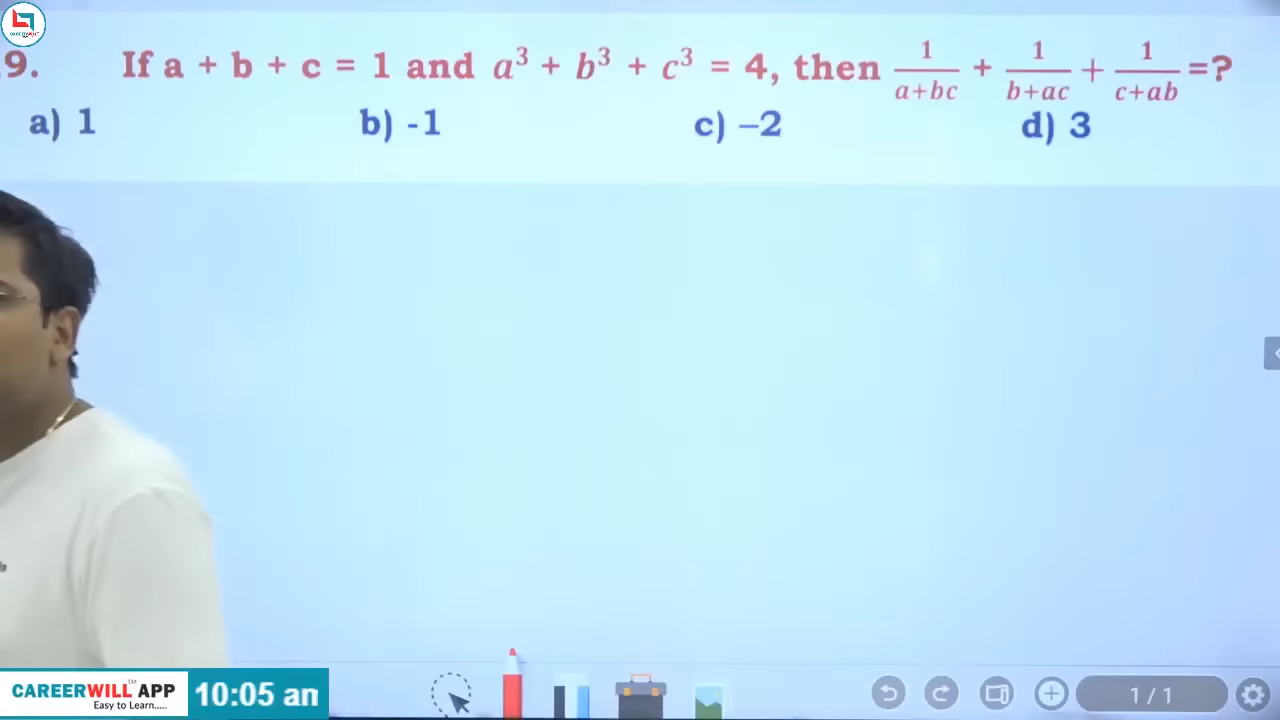 CAREERWILL
9. If a + b + c = 1 and a³ + b³ + c³ = 4, then 1/(a+bc) + 1/(b+ac) + 1/(c+ab) =?
a) 1 b) -1 c) –2 d) 3
CAREERWILL™ APP
Easy to Learn.....
10:05 an
1 / 1